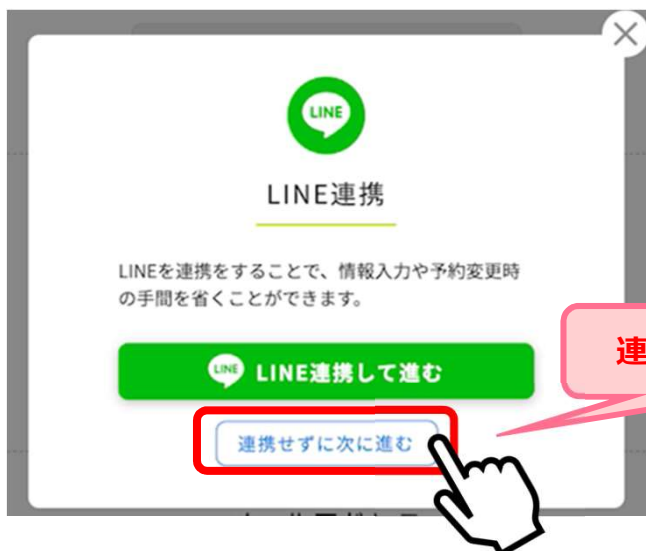 LINE
LINE連携
LINEを連携をすることで、情報入力や予約変更時
の手間を省くことができます。
LINE LINE連携して進む
連
連携せずに次に進む